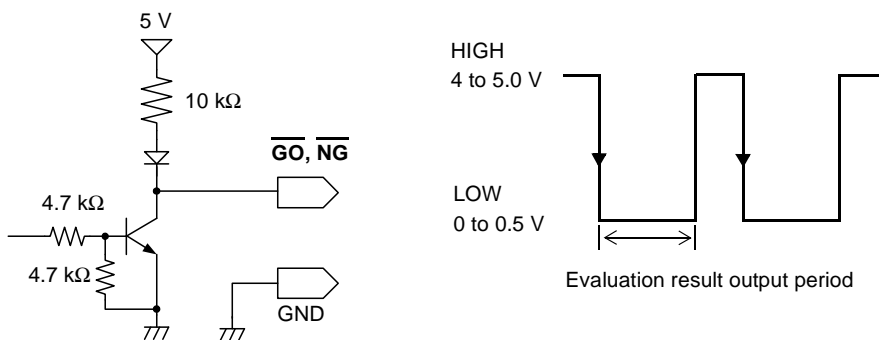 5 V
10 kΩ
GO, NG
4.7 kΩ
4.7 kΩ
GND
HIGH
4 to 5.0 V
LOW
0 to 0.5 V
Evaluation result output period